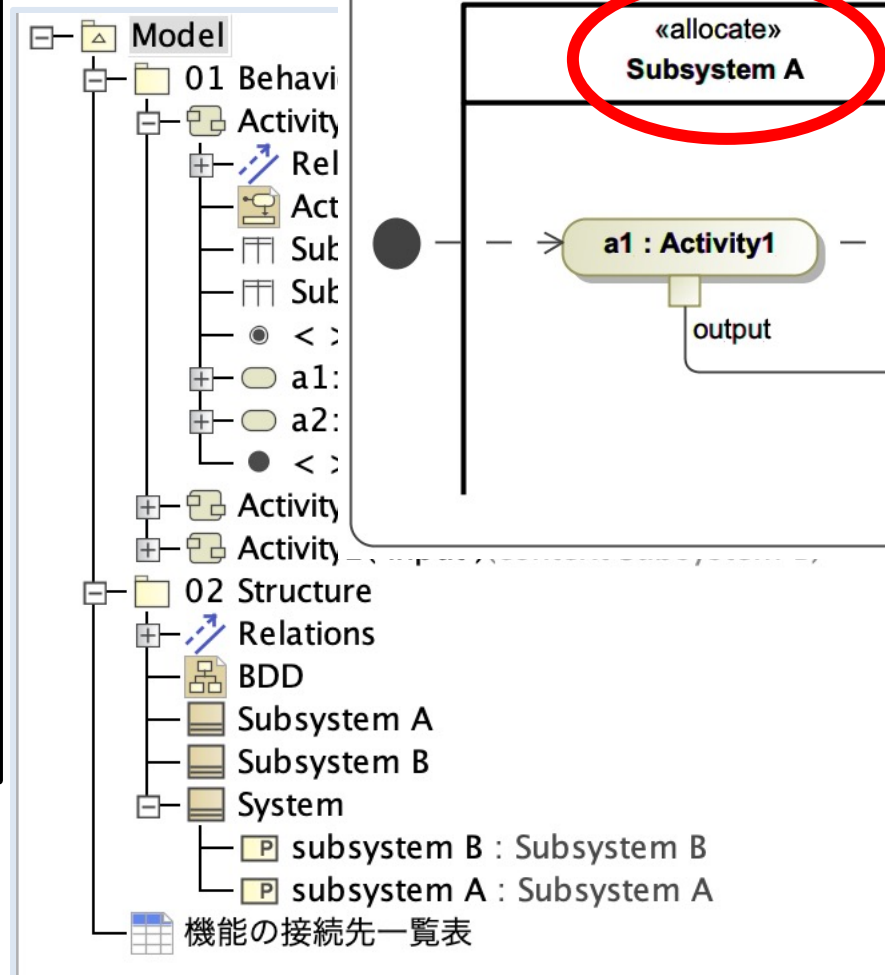 Model
01 Behavi
Activity
Rel
Act
Sub
Sub
< >
a1:
a2:
< >
Activity
Activity
02 Structure
Relations
BDD
Subsystem A
Subsystem B
System
subsystem B : Subsystem B
subsystem A : Subsystem A
機能の接続先一覧表
«allocate»
Subsystem A
a1 : Activity1
output